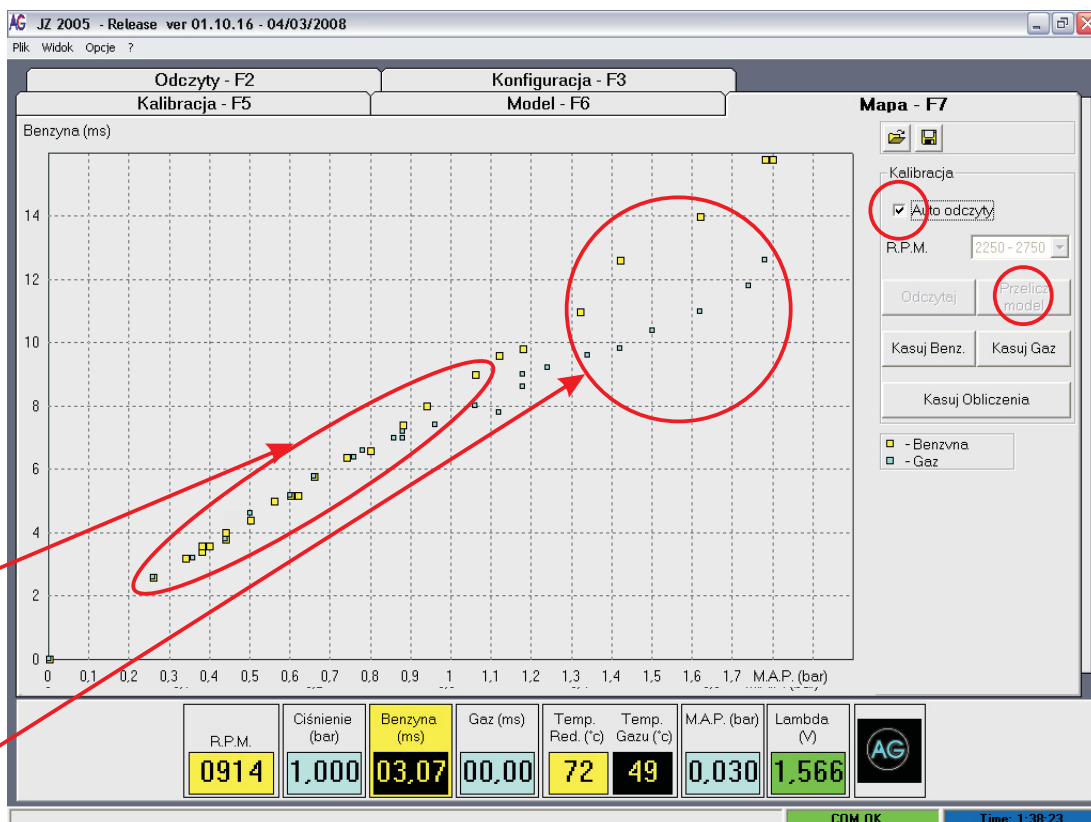 AG JZ 2005 - Release ver 01.10.16 - 04/03/2008
Plik Widok Opcje ?
Odczyty - F2
Konfiguracja - F3
Kalibracja - F5
Model - F6
Mapa - F7
Benzyna (ms)
Kalibracja
Auto odczyty
R.P.M. 2250 - 2750
Odczytaj
Przelicz
model
Kasuj Benz.
Kasuj Gaz
Kasuj Obliczenia
- Benzyna
- Gaz
14
12
10
8
6
4
2
0
0 0,1 0,2 0,3 0,4 0,5 0,6 0,7 0,8 0,9 1 1,1 1,2 1,3 1,4 1,5 1,6 1,7 M.A.P. (bar)
R.P.M.
0914
Ciśnienie
(bar)
1,000
Benzyna
(ms)
03,07
Gaz (ms)
00,00
Temp.
Red. (°c)
72
Temp.
Gazu (°c)
49
M.A.P. (bar)
0,030
Lambda
(V)
1,566
AG
COM OK
Time: 1:38:23